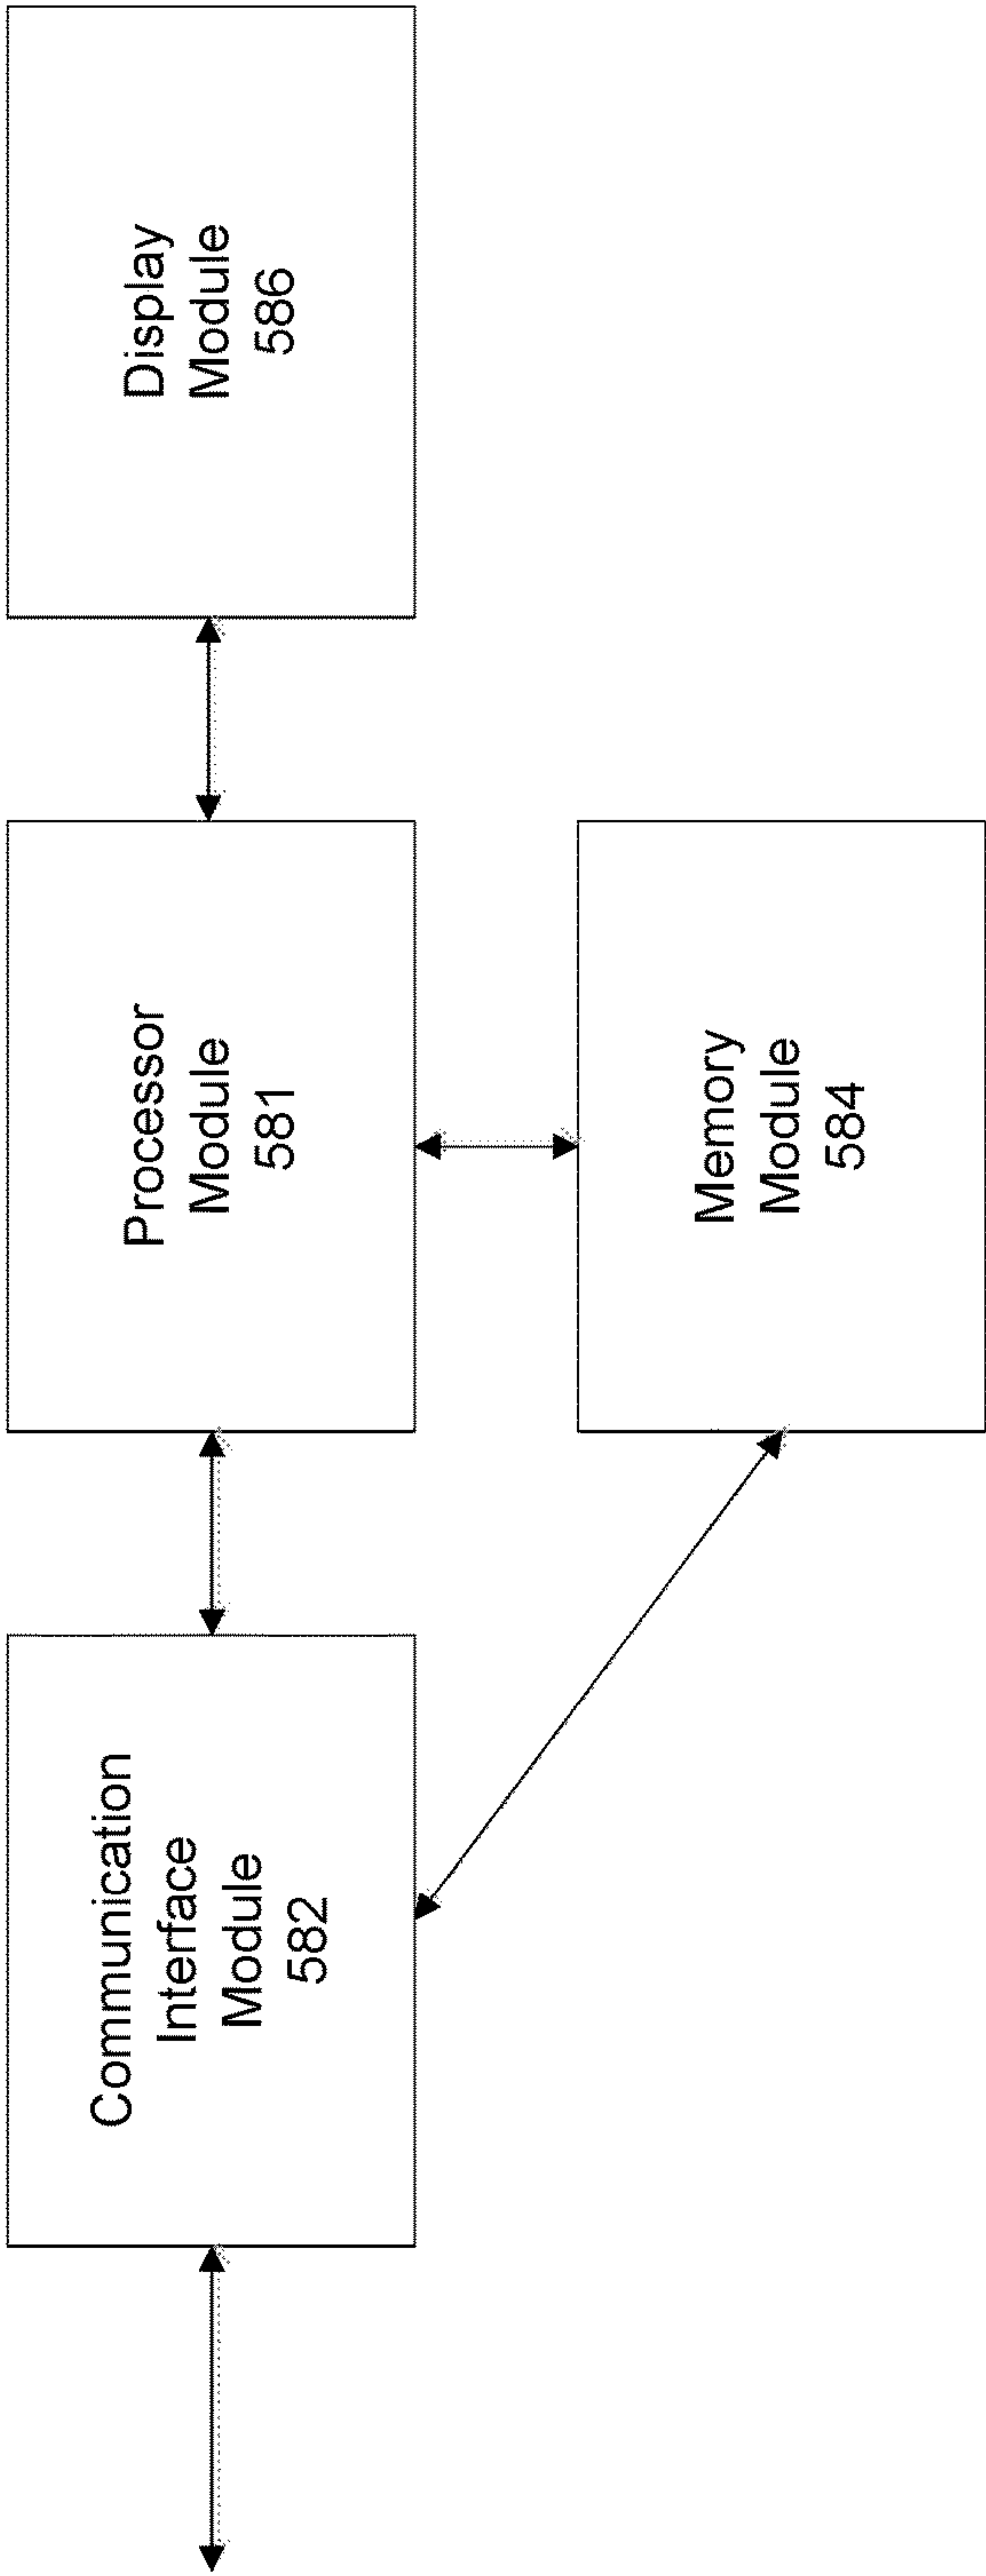 Communication
Interface
Module
582
Processor
Module
581
Display
Module
586
Memory
Module
584